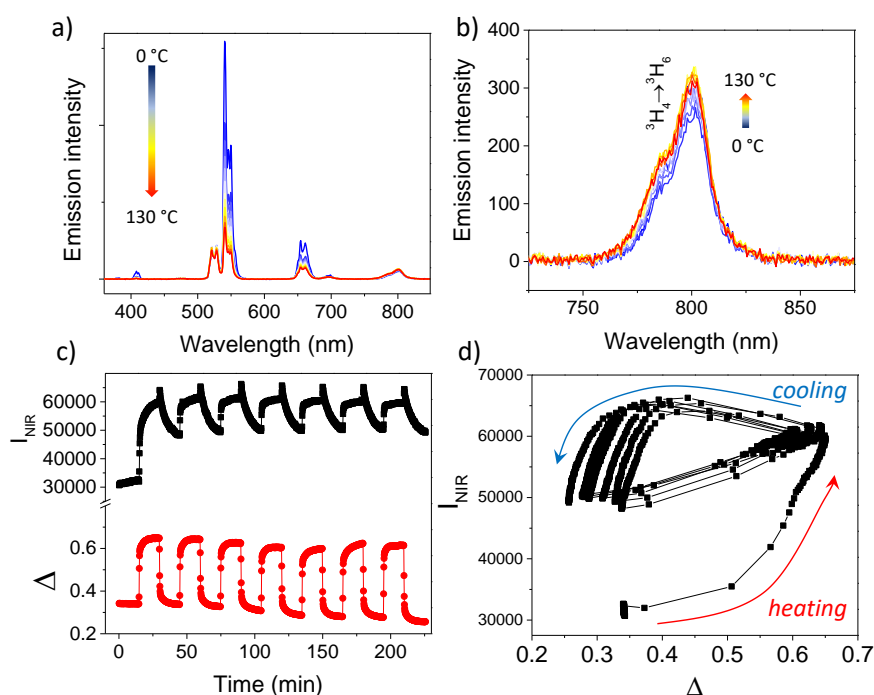 a)
0 °C
130 °C
Emission intensity
400 500 600 700 800
Wavelength (nm)
b)
400
300
200
100
0
³H₄→³H₆
130 °C
0 °C
Emission intensity
750 800 850
Wavelength (nm)
c)
60000
50000
40000
30000
I_NIR
0.6
0.4
0.2
Δ
0 50 100 150 200
Time (min)
d)
70000
60000
50000
40000
30000
I_NIR
cooling
heating
0.2 0.3 0.4 0.5 0.6 0.7
Δ